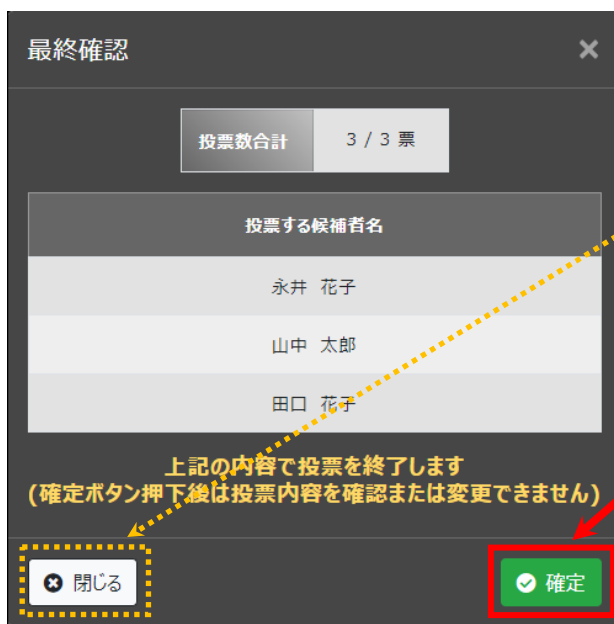 最終確認
投票数合計 3 / 3 票
投票する候補者名
永井 花子
山中 太郎
田口 花子
上記の内容で投票を終了します
(確定ボタン押下後は投票内容を確認または変更できません)
閉じる 確定